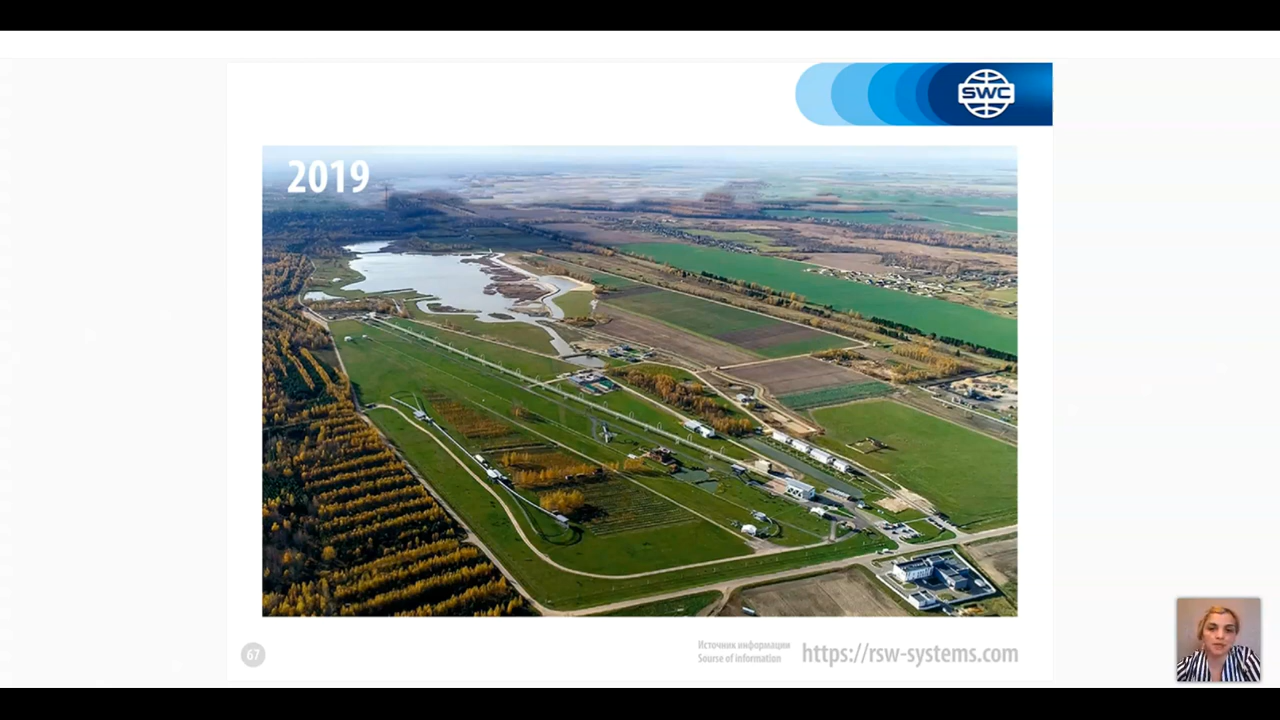 SWC
2019
67
Источник информации
Sourse of information
https://rsw-systems.com